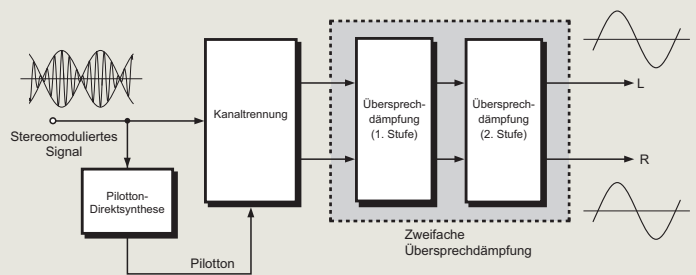 Stereomoduliertes
Signal
Pilotton-
Direktsynthese
Pilotton
Kanaltrennung
Übersprech-
dämpfung
(1. Stufe)
Übersprech-
dämpfung
(2. Stufe)
Zweifache
Übersprechdämpfung
L
R